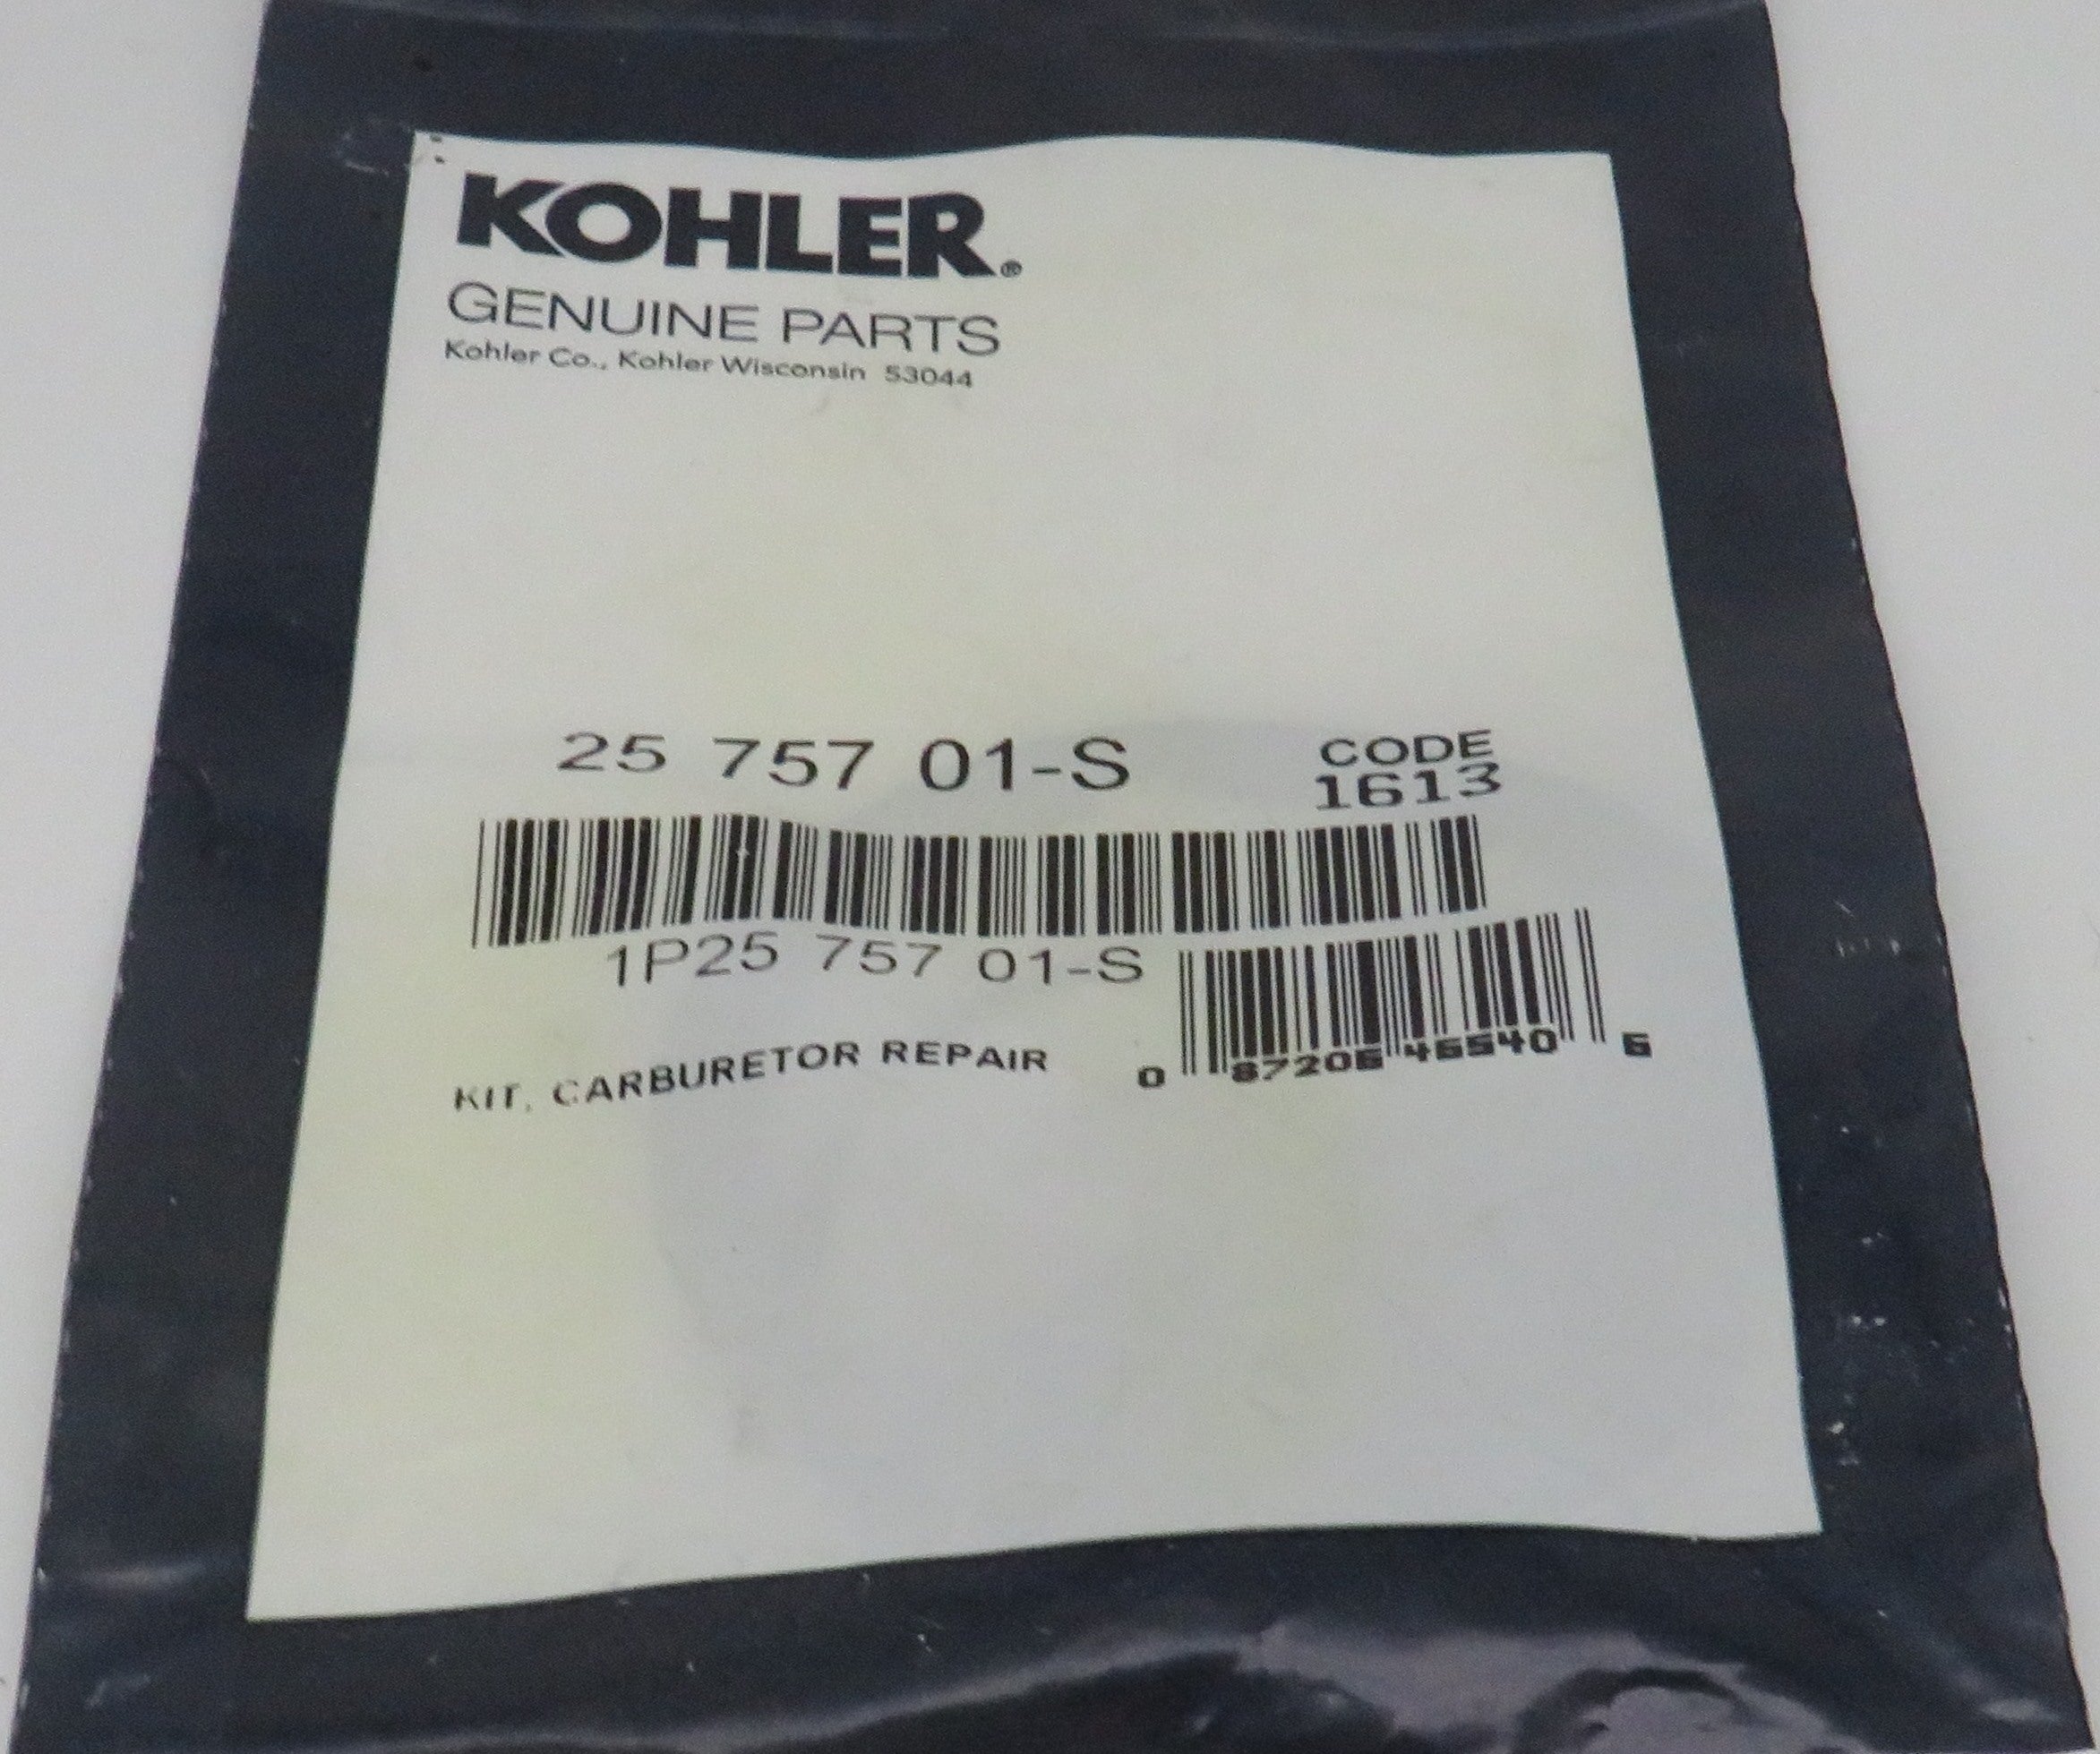 KOHLER®
GENUINE PARTS
Kohler Co., Kohler Wisconsin 53044
25 757 01-S
CODE
1613
1P25 757 01-S
KIT, CARBURETOR REPAIR
0 87206 46540 6